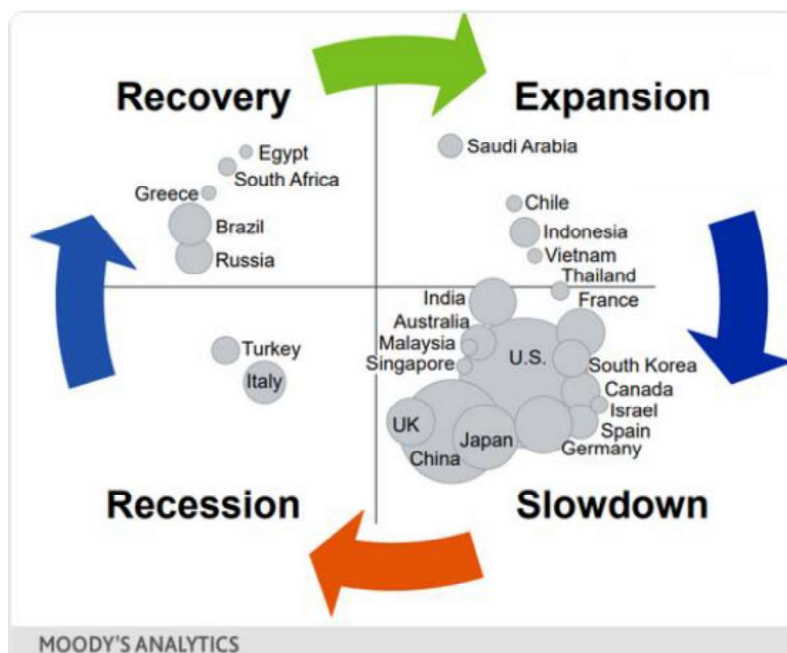 Recovery
Expansion
Egypt
South Africa
Greece
Brazil
Russia
Saudi Arabia
Chile
Indonesia
Vietnam
Thailand
India
France
Australia
Malaysia
Singapore
U.S.
South Korea
Canada
Israel
Spain
Germany
UK
Japan
China
Turkey
Italy
Recession
Slowdown
MOODY'S ANALYTICS